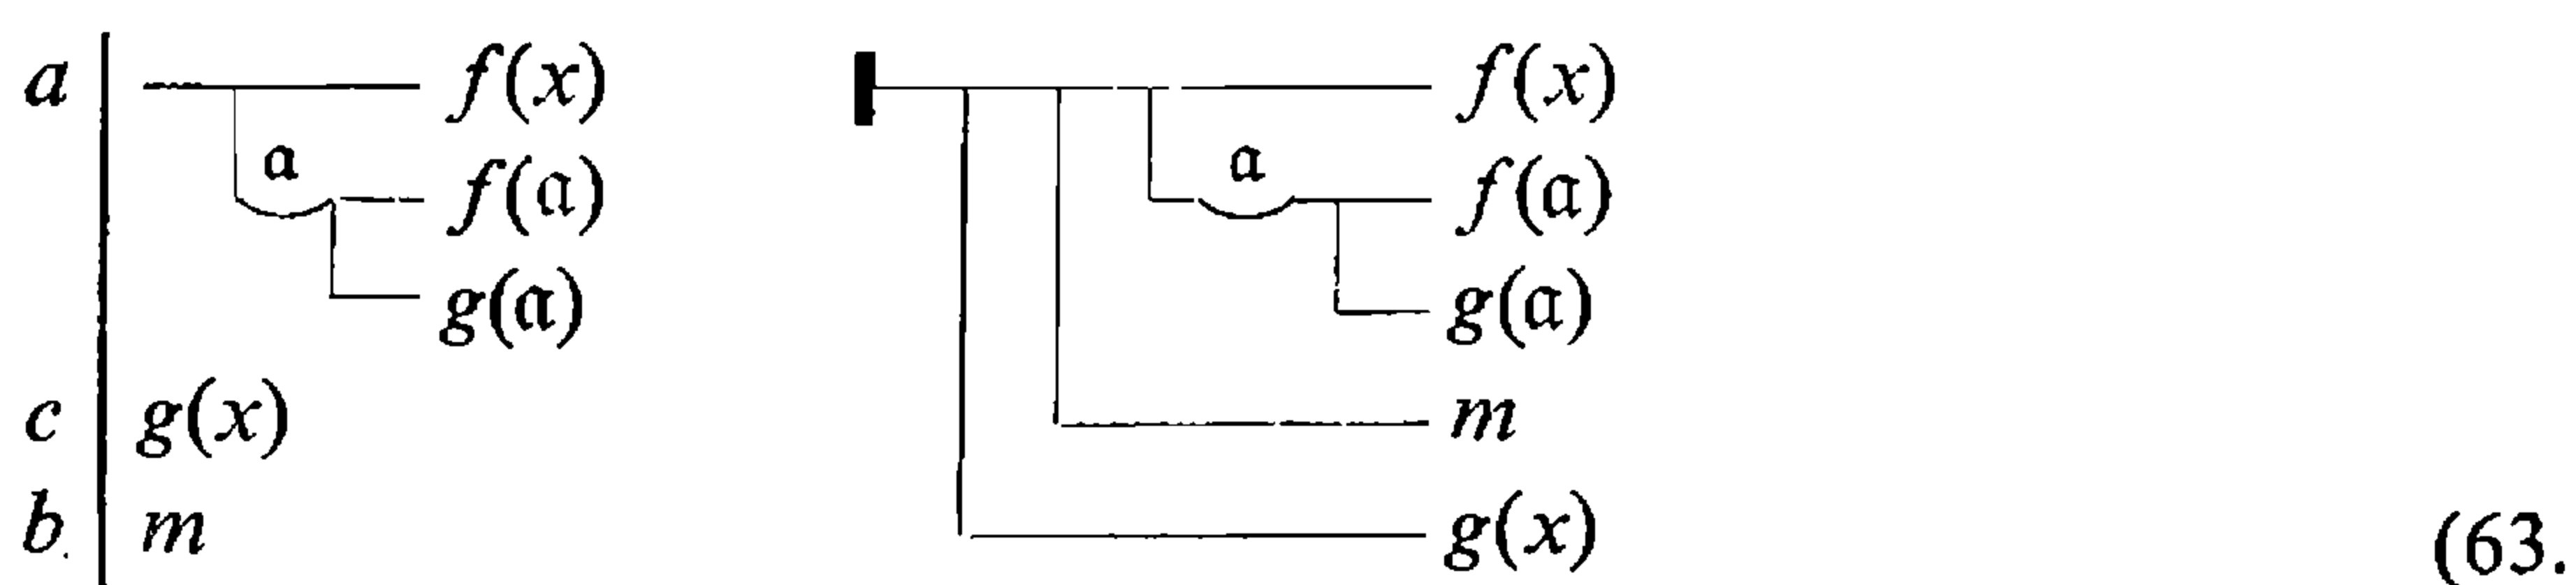 a f(x) f(x)
𝔞 𝔞
f(𝔞) f(𝔞)
g(𝔞) g(𝔞)
c g(x) m
b m g(x) (63.